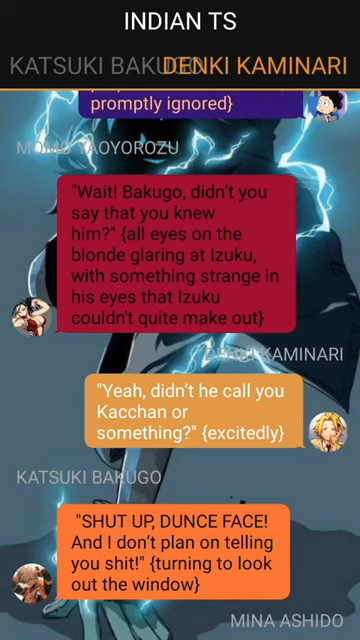 INDIAN TS
KATSUKI BAKUGO DENKI KAMINARI
promptly ignored}
MOMO YAOYOROZU
"Wait! Bakugo, didn't you
say that you knew
him?" {all eyes on the
blonde glaring at Izuku,
with something strange in
his eyes that Izuku
couldn't quite make out}
DENKI KAMINARI
"Yeah, didn't he call you
Kacchan or
something?" {excitedly}
KATSUKI BAKUGO
"SHUT UP, DUNCE FACE!
And I don't plan on telling
you shit!" {turning to look
out the window}
MINA ASHIDO